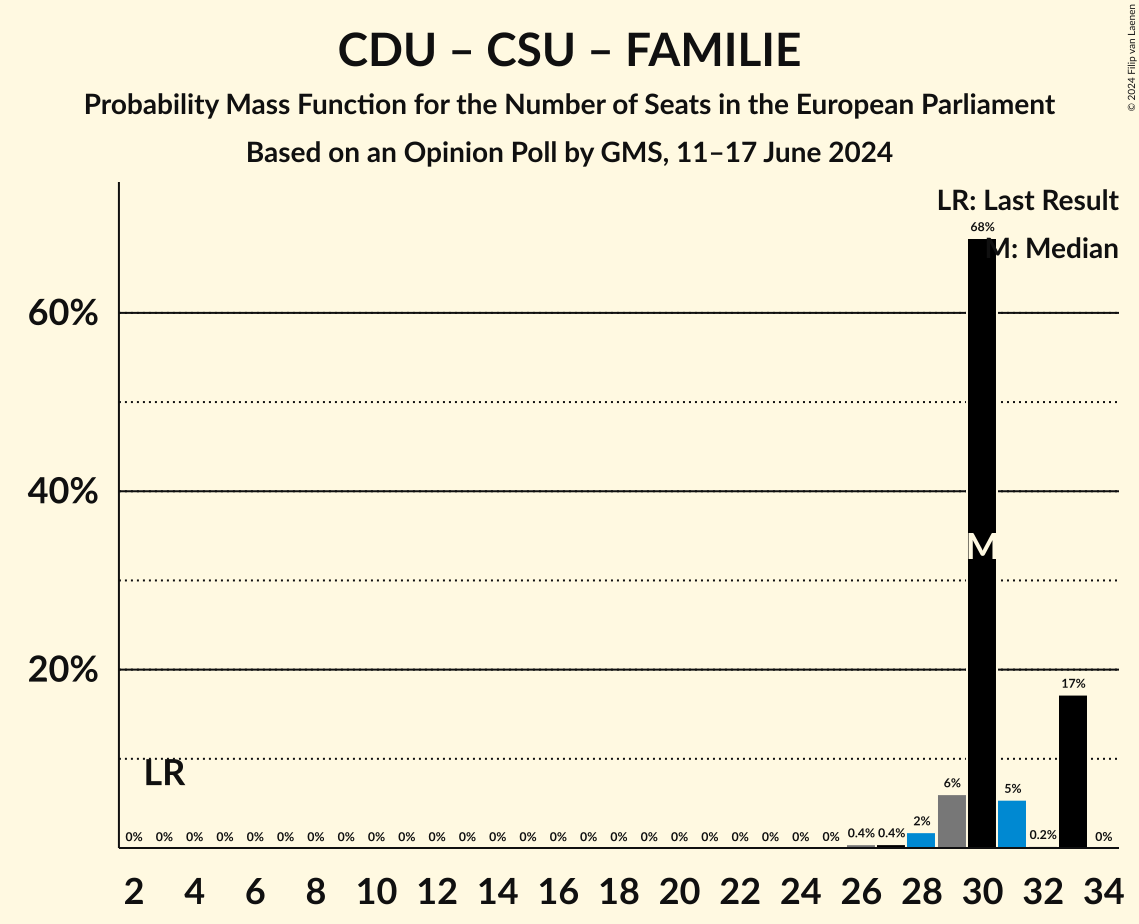 CDU – CSU – FAMILIE
Probability Mass Function for the Number of Seats in the European Parliament
Based on an Opinion Poll by GMS, 11–17 June 2024
© 2024 Filip van Laenen
LR: Last Result
M: Median
68%
60%
40%
M
20%
17%
LR
6%
5%
2%
0% 0% 0% 0% 0% 0% 0% 0% 0% 0% 0% 0% 0% 0% 0% 0% 0% 0% 0% 0% 0% 0% 0% 0% 0.4% 0.4% 0.2% 0%
2 4 6 8 10 12 14 16 18 20 22 24 26 28 30 32 34